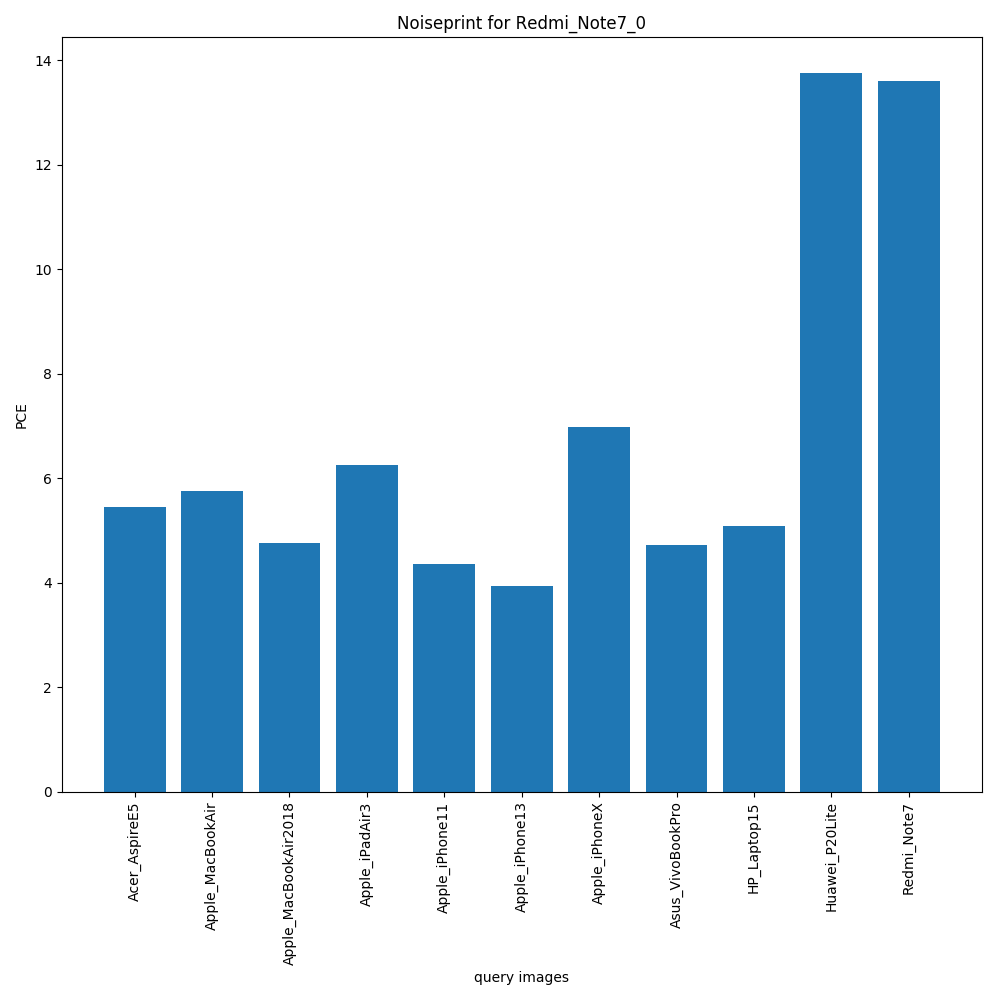 Noiseprint for Redmi_Note7_0
PCE
14
12
10
8
6
4
2
0
Acer_AspireE5
Apple_MacBookAir
Apple_MacBookAir2018
Apple_iPadAir3
Apple_iPhone11
Apple_iPhone13
Apple_iPhoneX
Asus_VivoBookPro
HP_Laptop15
Huawei_P20Lite
Redmi_Note7
query images